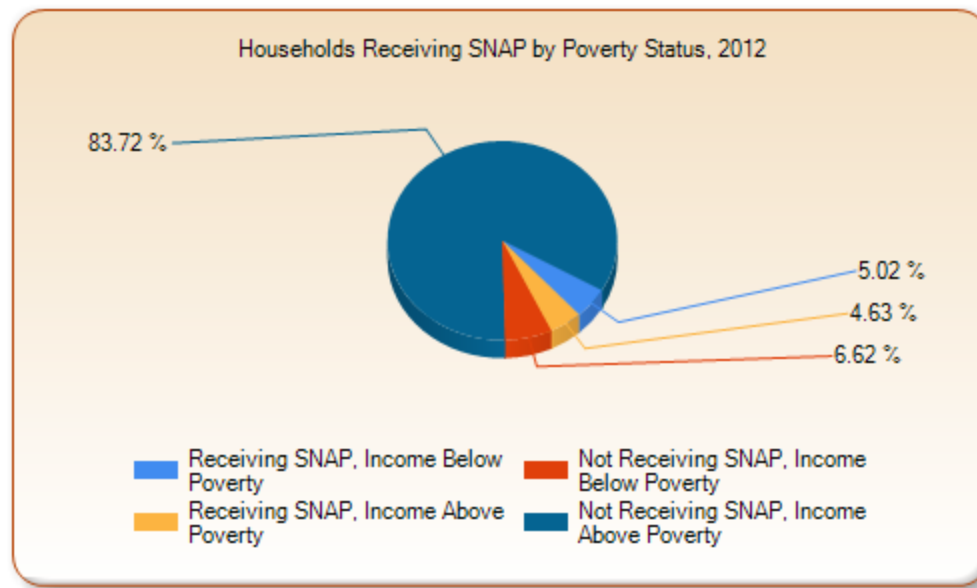 Households Receiving SNAP by Poverty Status, 2012
83.72 %
5.02 %
4.63 %
6.62 %
Receiving SNAP, Income Below
Poverty
Not Receiving SNAP, Income
Below Poverty
Receiving SNAP, Income Above
Poverty
Not Receiving SNAP, Income
Above Poverty